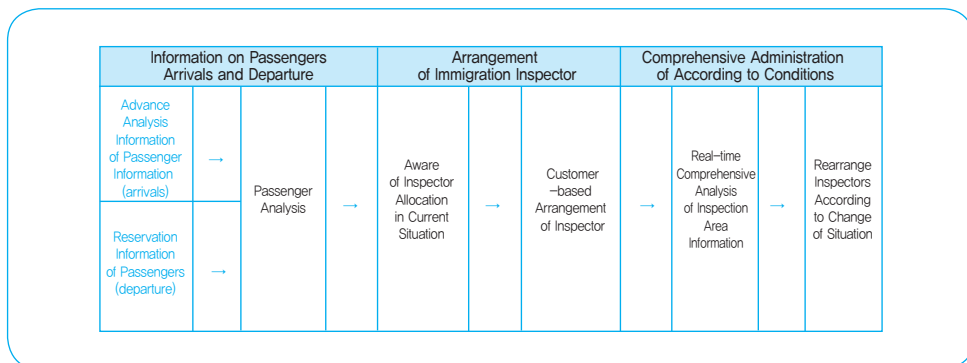 Information on Passengers
Arrivals and Departure
Arrangement
of Immigration Inspector
Comprehensive Administration
of According to Conditions
Advance
Analysis
Information
of Passenger
Information
(arrivals)
→
Reservation
Information
of Passengers
(departure)
→
Passenger
Analysis
→
Aware
of Inspector
Allocation
in Current
Situation
→
Customer
-based
Arrangement
of Inspector
→
Real-time
Comprehensive
Analysis
of Inspection
Area
Information
→
Rearrange
Inspectors
According
to Change
of Situation